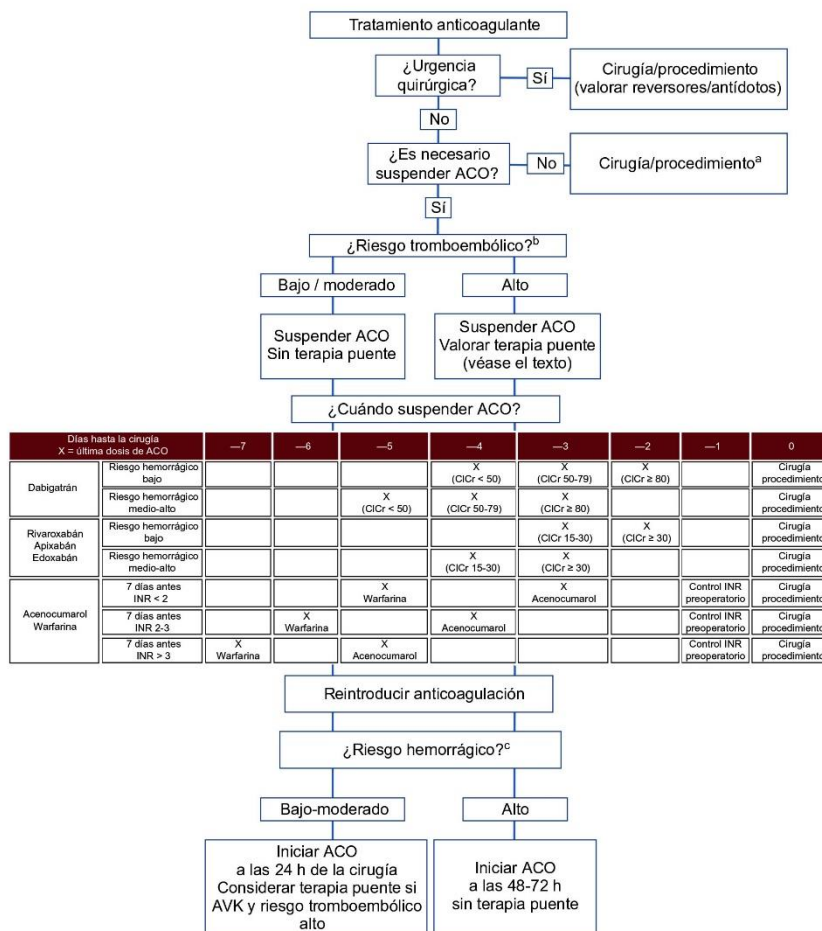 Tratamiento anticoagulante
¿Urgencia
quirúrgica?
Sí
Cirugía/procedimiento
(valorar reversores/antídotos)
No
¿Es necesario
suspender ACO?
No
Cirugía/procedimientoª
Sí
¿Riesgo tromboembólico?ᵇ
Bajo / moderado
Alto
Suspender ACO
Sin terapia puente
Suspender ACO
Valorar terapia puente
(véase el texto)
¿Cuándo suspender ACO?
Días hasta la cirugía
X = última dosis de ACO
—7 —6 —5 —4 —3 —2 —1 0
Dabigatrán
Riesgo hemorrágico
bajo
X X X Cirugía
(ClCr < 50) (ClCr 50-79) (ClCr ≥ 80) procedimiento
Riesgo hemorrágico
medio-alto
X X X Cirugía
(ClCr < 50) (ClCr 50-79) (ClCr ≥ 80) procedimiento
Rivaroxabán
Apixabán
Edoxabán
Riesgo hemorrágico
bajo
X X Cirugía
(ClCr 15-30) (ClCr ≥ 30) procedimiento
Riesgo hemorrágico
medio-alto
X X Cirugía
(ClCr 15-30) (ClCr ≥ 30) procedimiento
Acenocumarol
Warfarina
7 días antes
INR < 2
X X Control INR Cirugía
Warfarina Acenocumarol preoperatorio procedimiento
7 días antes
INR 2-3
X X Control INR Cirugía
Warfarina Acenocumarol preoperatorio procedimiento
7 días antes
INR > 3
X X Control INR Cirugía
Warfarina Acenocumarol preoperatorio procedimiento
Reintroducir anticoagulación
¿Riesgo hemorrágico?ᶜ
Bajo-moderado
Alto
Iniciar ACO
a las 24 h de la cirugía
Considerar terapia puente si
AVK y riesgo tromboembólico
alto
Iniciar ACO
a las 48-72 h
sin terapia puente